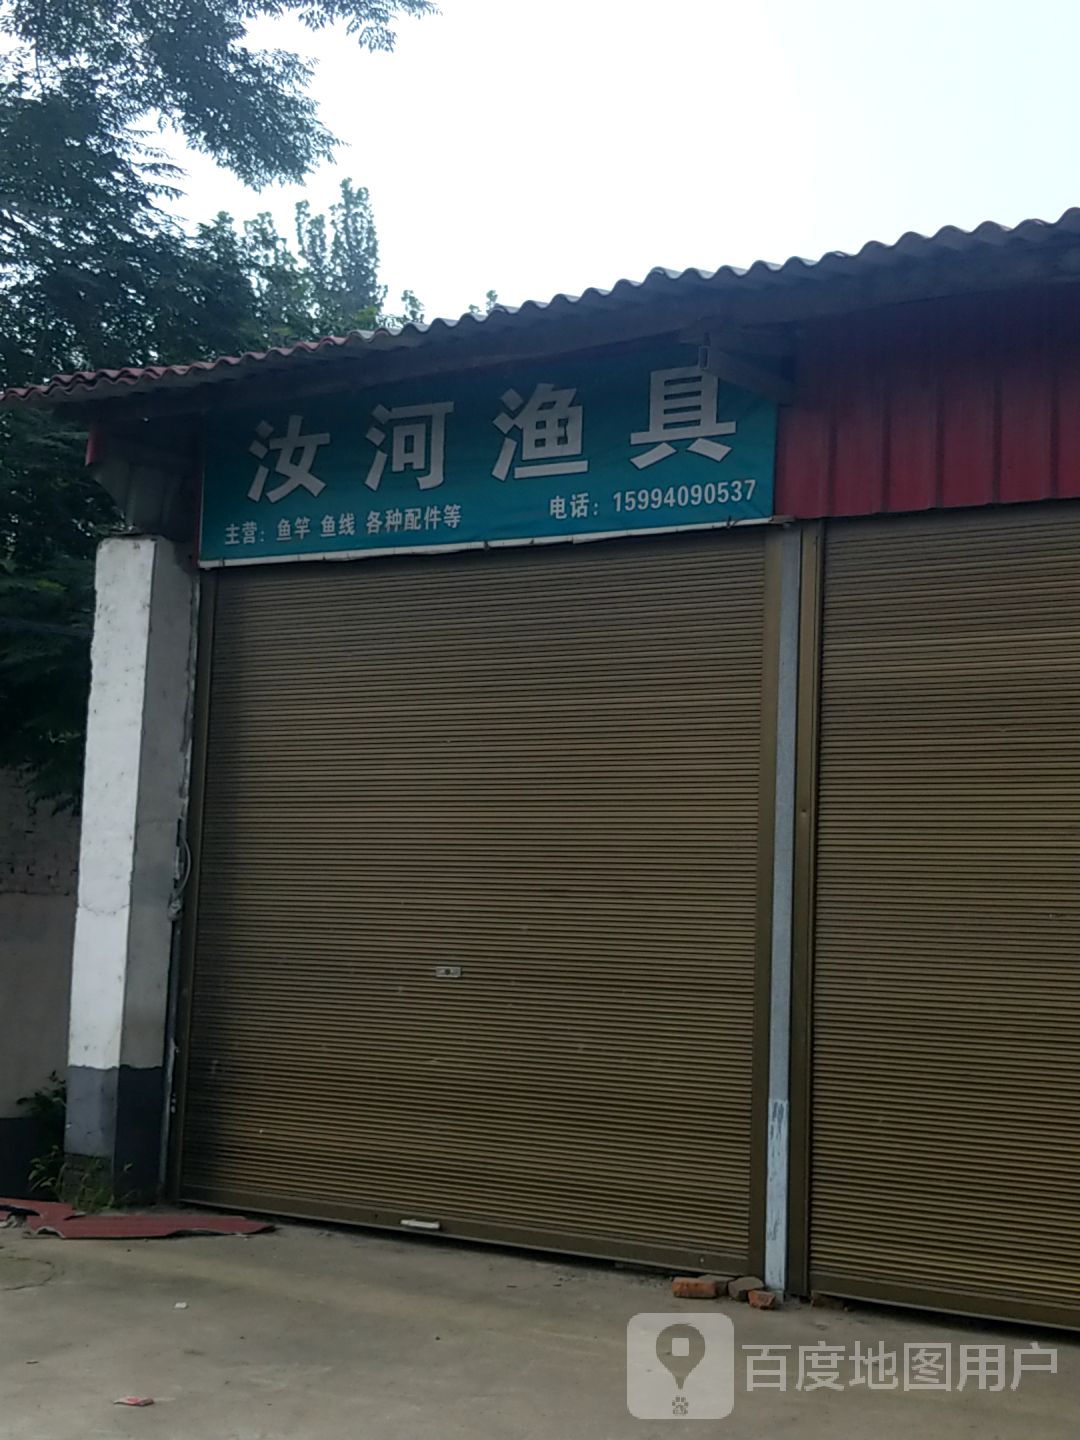 汝河渔具
主营：鱼竿 鱼线 各种配件等 电话：15994090537
百度地图用户